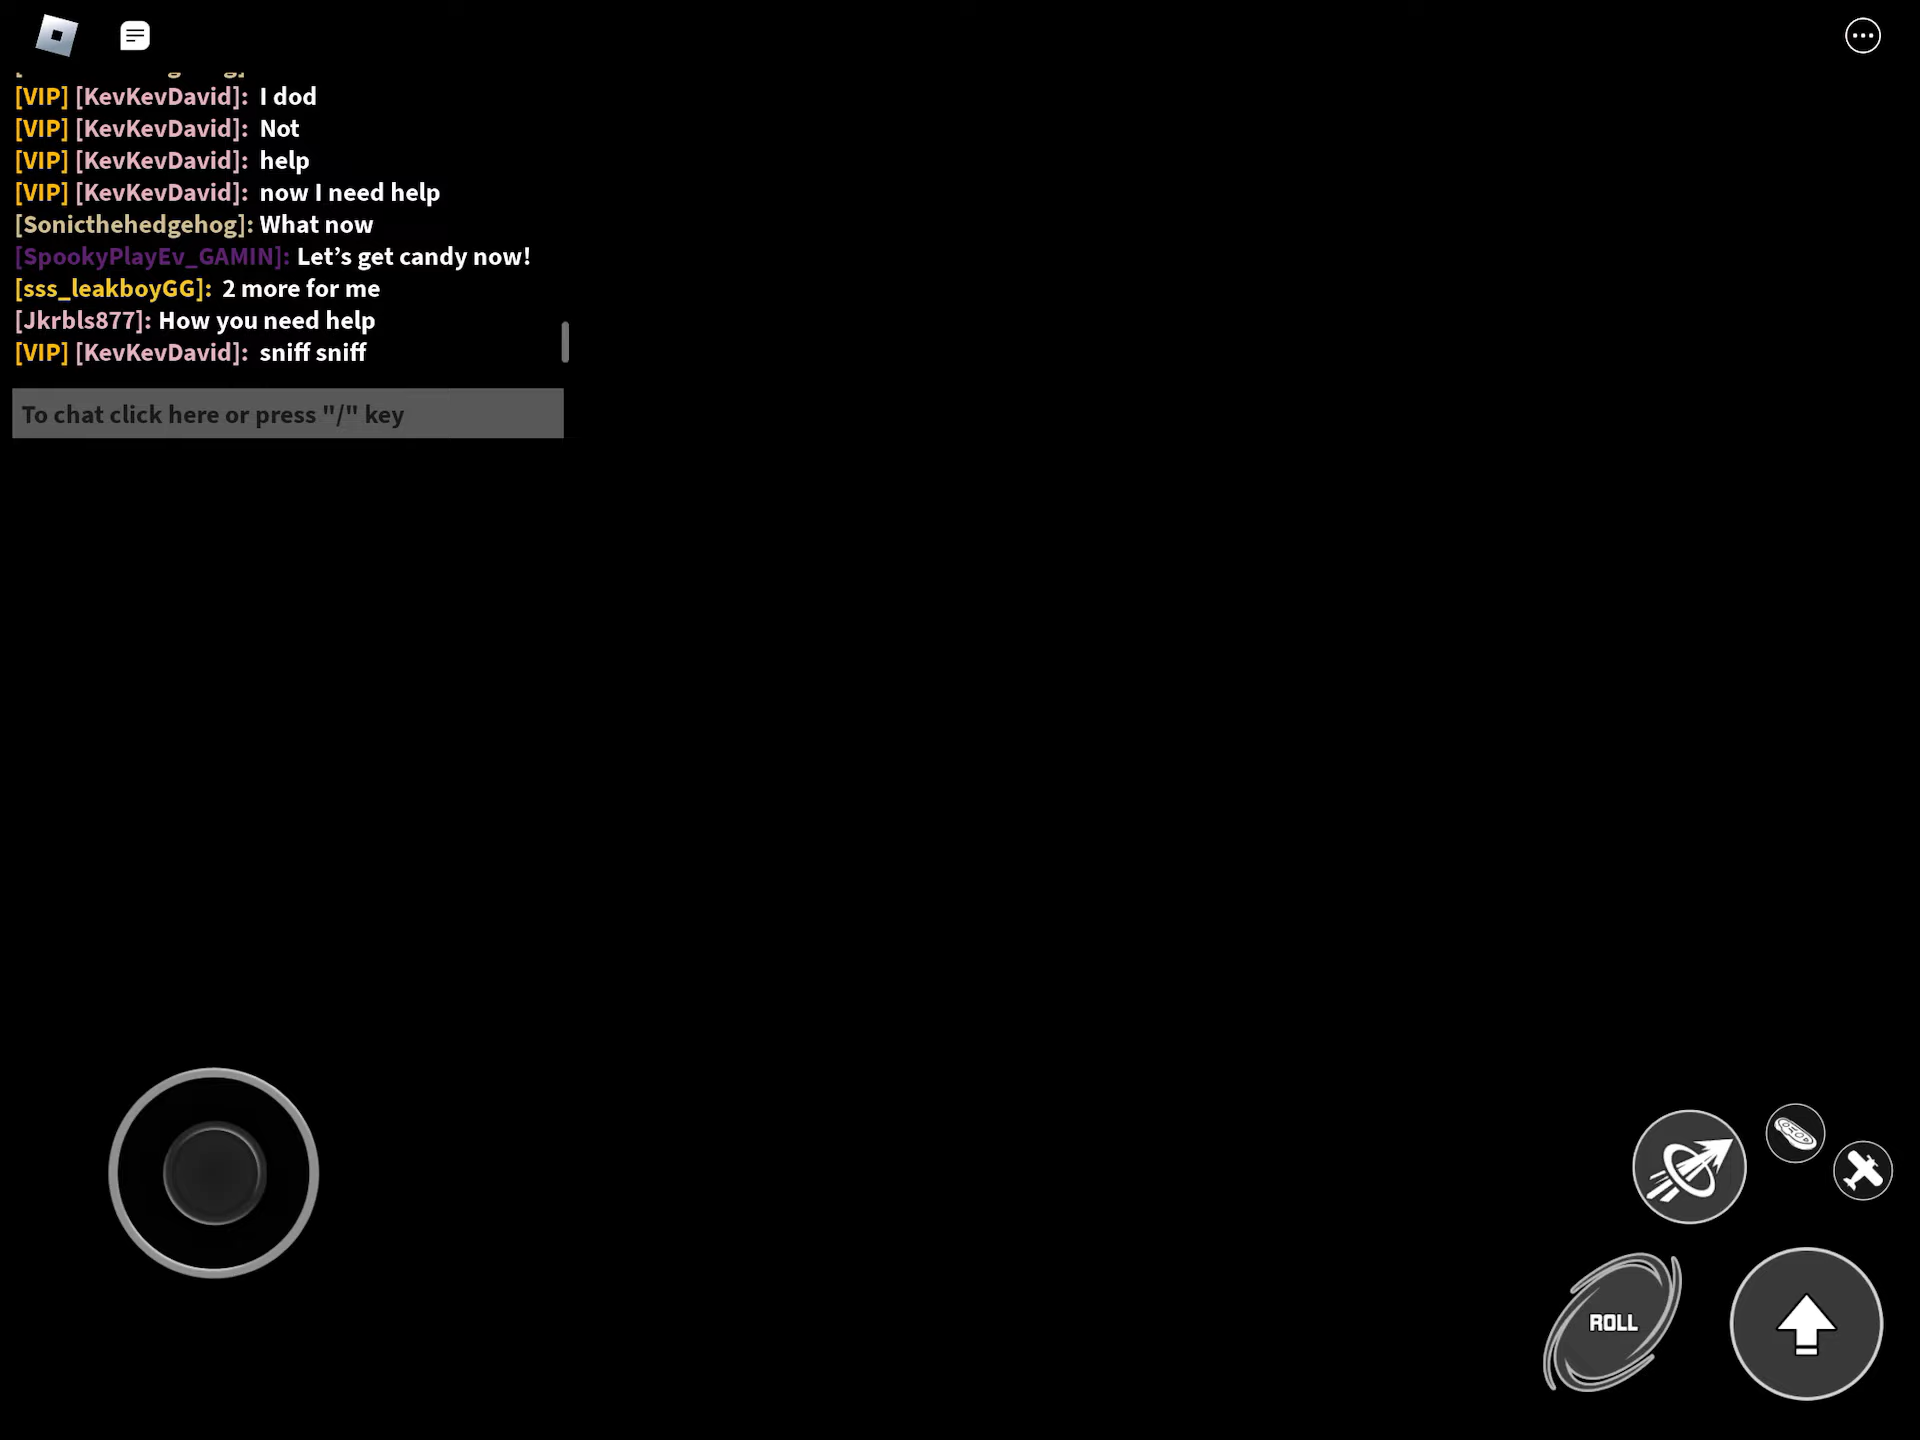 [VIP] [KevKevDavid]: I dod
[VIP] [KevKevDavid]: Not
[VIP] [KevKevDavid]: help
[VIP] [KevKevDavid]: now I need help
[Sonicthehedgehog]: What now
[SpookyPlayEv_GAMIN]: Let’s get candy now!
[sss_leakboyGG]: 2 more for me
[Jkrbls877]: How you need help
[VIP] [KevKevDavid]: sniff sniff
To chat click here or press "/" key
ROLL